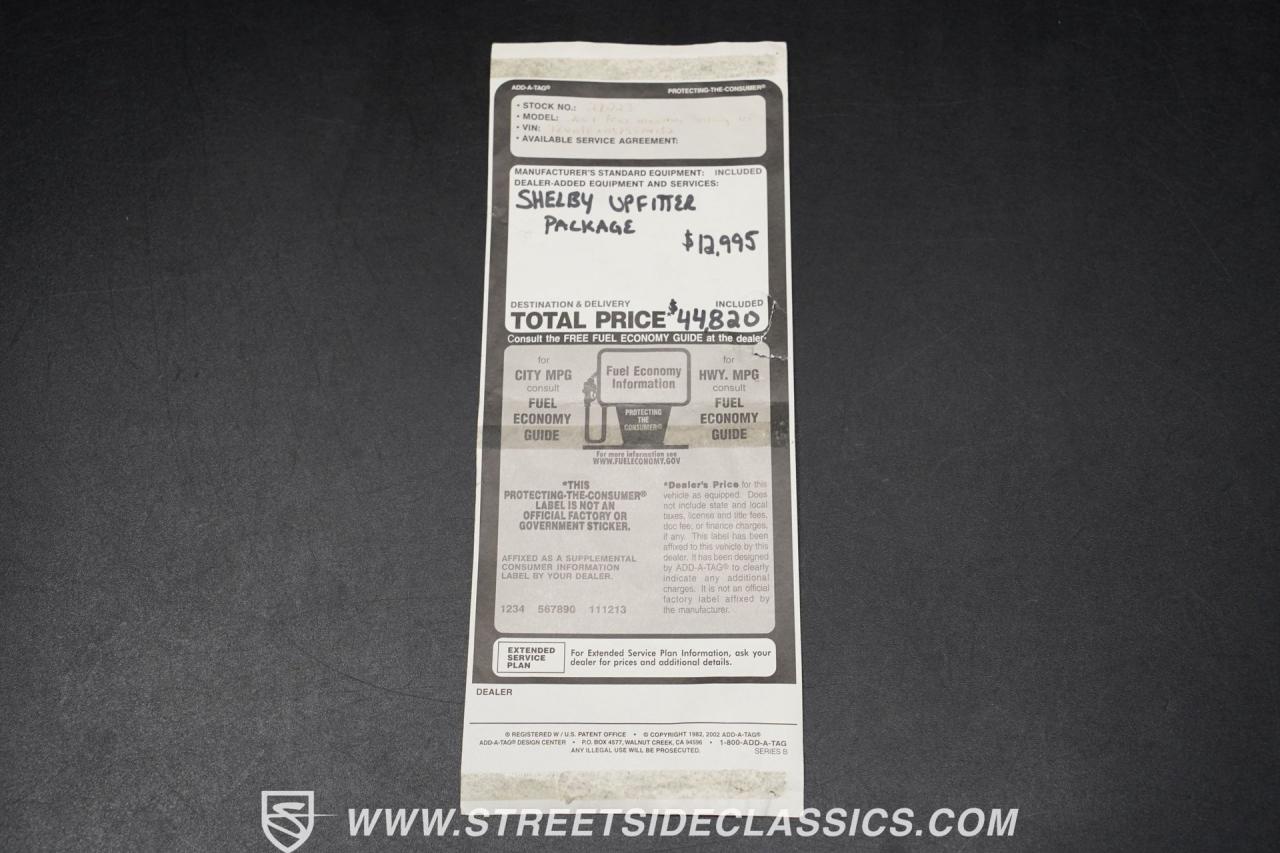 ADD-A-TAG® PROTECTING-THE-CONSUMER®
• STOCK NO.:
• MODEL:
• VIN:
• AVAILABLE SERVICE AGREEMENT:
MANUFACTURER'S STANDARD EQUIPMENT: INCLUDED
DEALER-ADDED EQUIPMENT AND SERVICES:
SHELBY UPFITTER
PACKAGE
$12,995
DESTINATION & DELIVERY INCLUDED
TOTAL PRICE $44,820
Consult the FREE FUEL ECONOMY GUIDE at the dealer.
for
CITY MPG
consult
FUEL
ECONOMY
GUIDE
Fuel Economy
Information
PROTECTING
THE
CONSUMER®
For more information see
WWW.FUELECONOMY.GOV
for
HWY. MPG
consult
FUEL
ECONOMY
GUIDE
*THIS
PROTECTING-THE-CONSUMER®
LABEL IS NOT AN
OFFICIAL FACTORY OR
GOVERNMENT STICKER.
AFFIXED AS A SUPPLEMENTAL
CONSUMER INFORMATION
LABEL BY YOUR DEALER.
1234 567890 111213
*Dealer's Price for this
vehicle as equipped. Does
not include state and local
taxes, license and title fees,
doc fee, or finance charges,
if any. This label has been
affixed to this vehicle by this
dealer. It has been designed
by ADD-A-TAG® to clearly
indicate any additional
charges. It is not an official
factory label affixed by
the manufacturer.
EXTENDED
SERVICE
PLAN
For Extended Service Plan Information, ask your
dealer for prices and additional details.
DEALER
® REGISTERED W / U.S. PATENT OFFICE • © COPYRIGHT 1982, 2002 ADD-A-TAG®
ADD-A-TAG® DESIGN CENTER • P.O. BOX 4577, WALNUT CREEK, CA 94596 • 1-800-ADD-A-TAG
ANY ILLEGAL USE WILL BE PROSECUTED. SERIES B
WWW.STREETSIDECLASSICS.COM